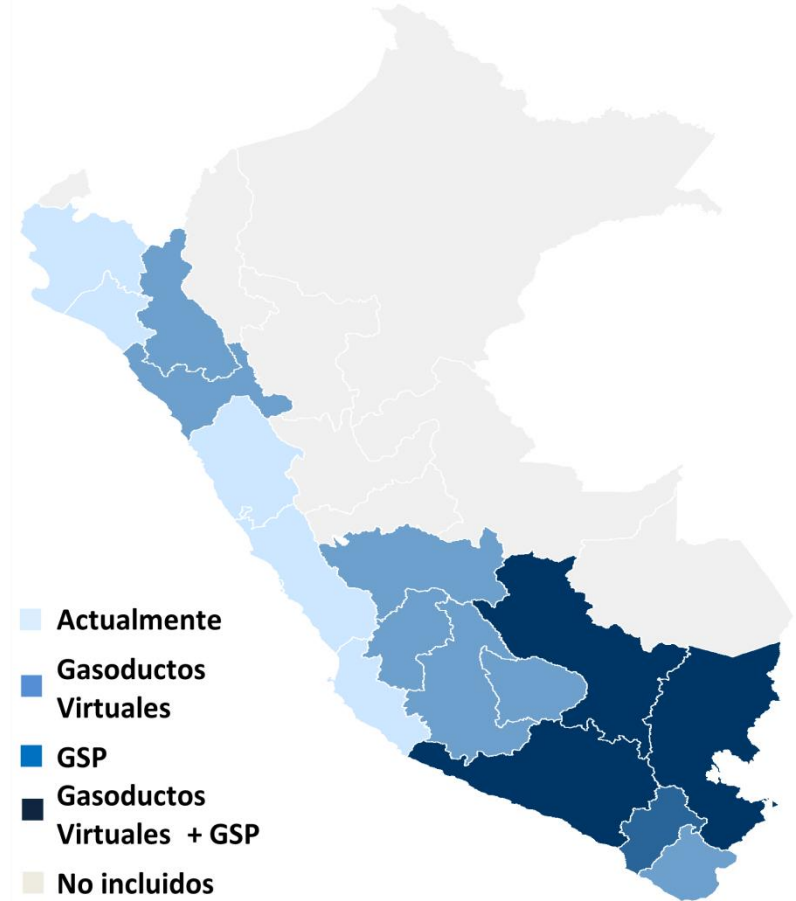 Actualmente
Gasoductos
Virtuales
GSP
Gasoductos
Virtuales + GSP
No incluidos